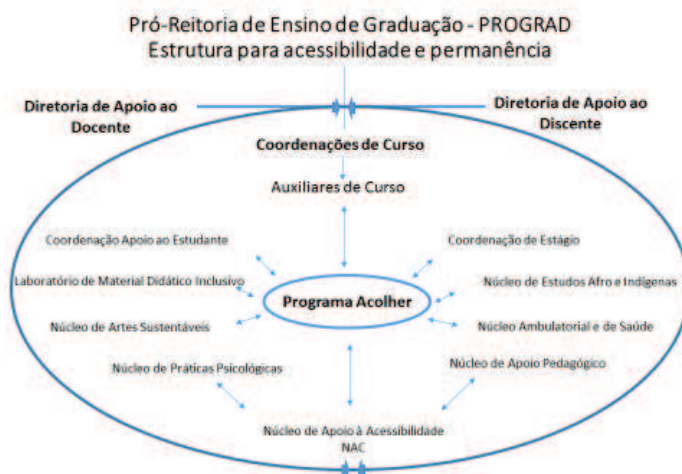 Pró-Reitoria de Ensino de Graduação - PROGRAD
Estrutura para acessibilidade e permanência
Diretoria de Apoio ao
Docente
Diretoria de Apoio ao
Discente
Coordenações de Curso
Auxiliares de Curso
Coordenação Apoio ao Estudante
Coordenação de Estágio
Laboratório de Material Didático Inclusivo
Núcleo de Estudos Afro e Indígenas
Programa Acolher
Núcleo de Artes Sustentáveis
Núcleo Ambulatorial e de Saúde
Núcleo de Práticas Psicológicas
Núcleo de Apoio Pedagógico
Núcleo de Apoio à Acessibilidade
NAC